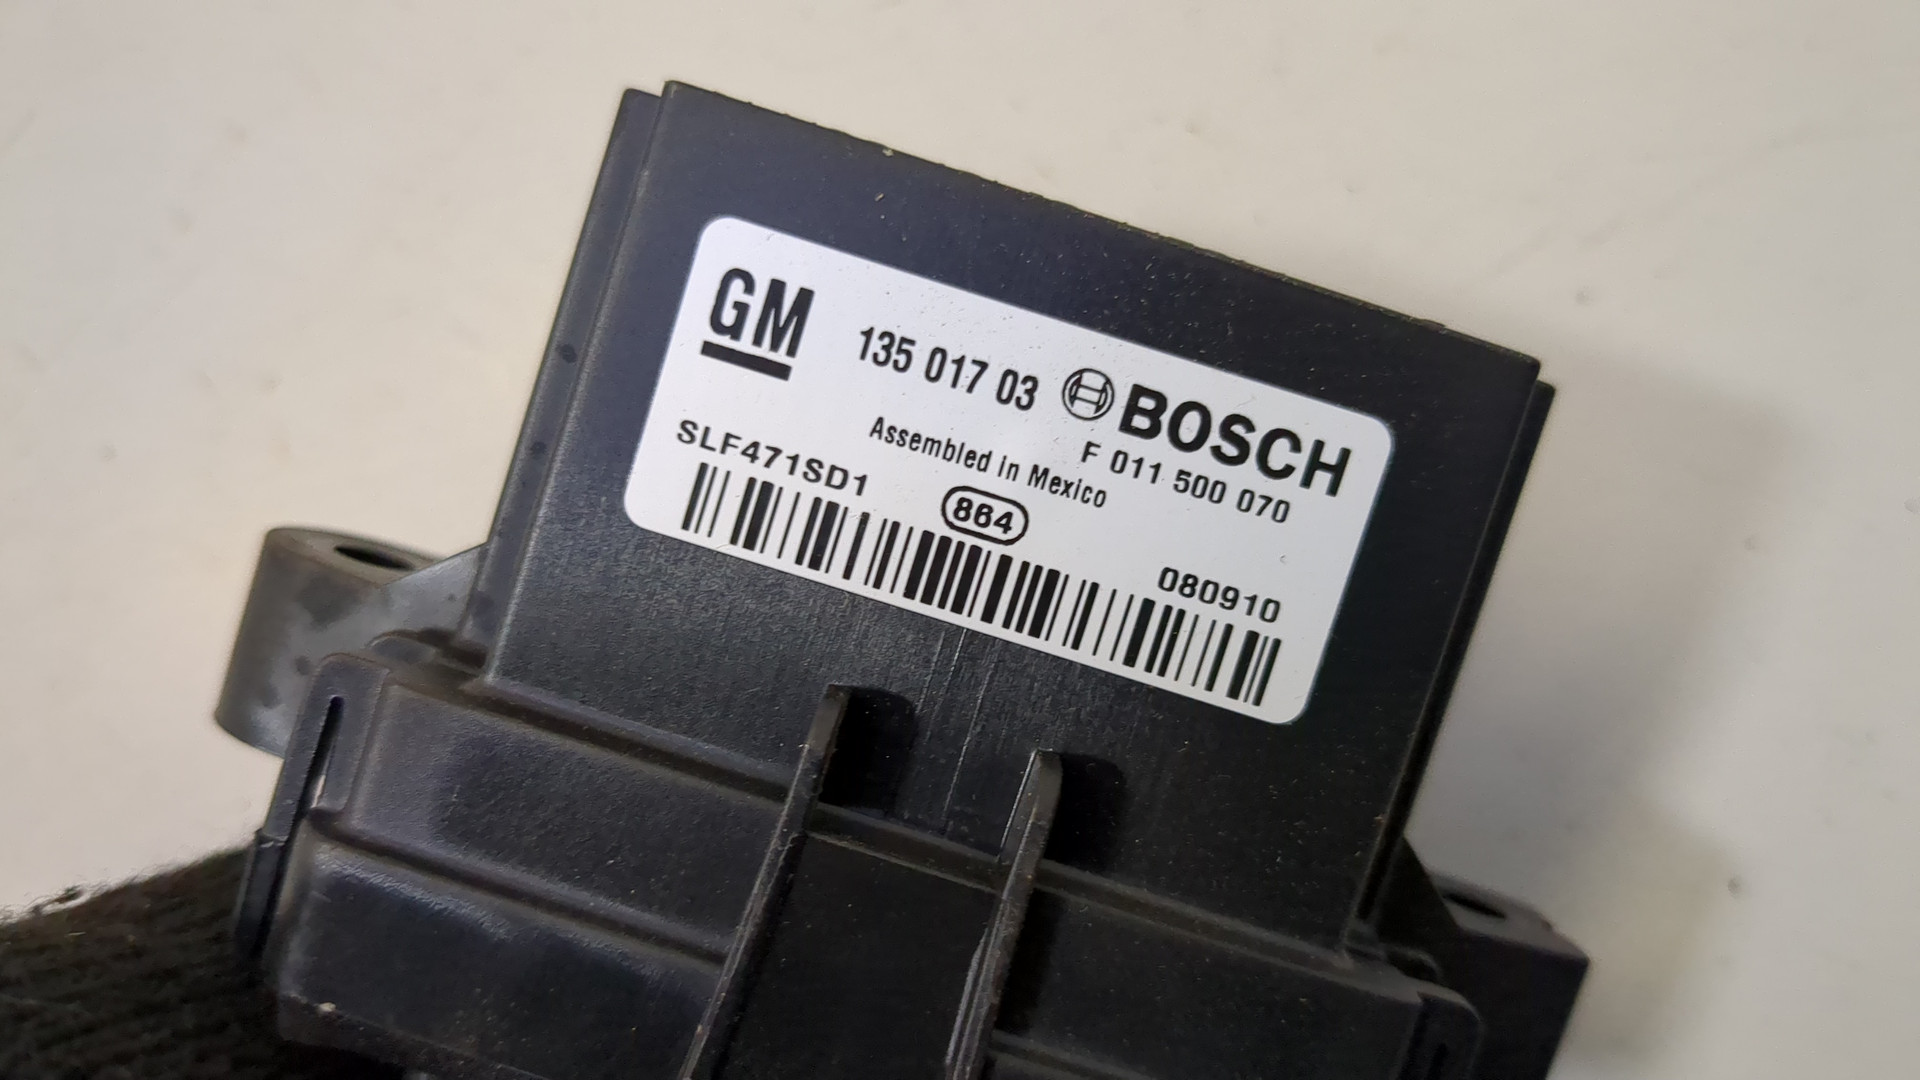 GM 135 017 03 BOSCH
F 011 500 070
Assembled in Mexico
SLF471SD1
864
080910